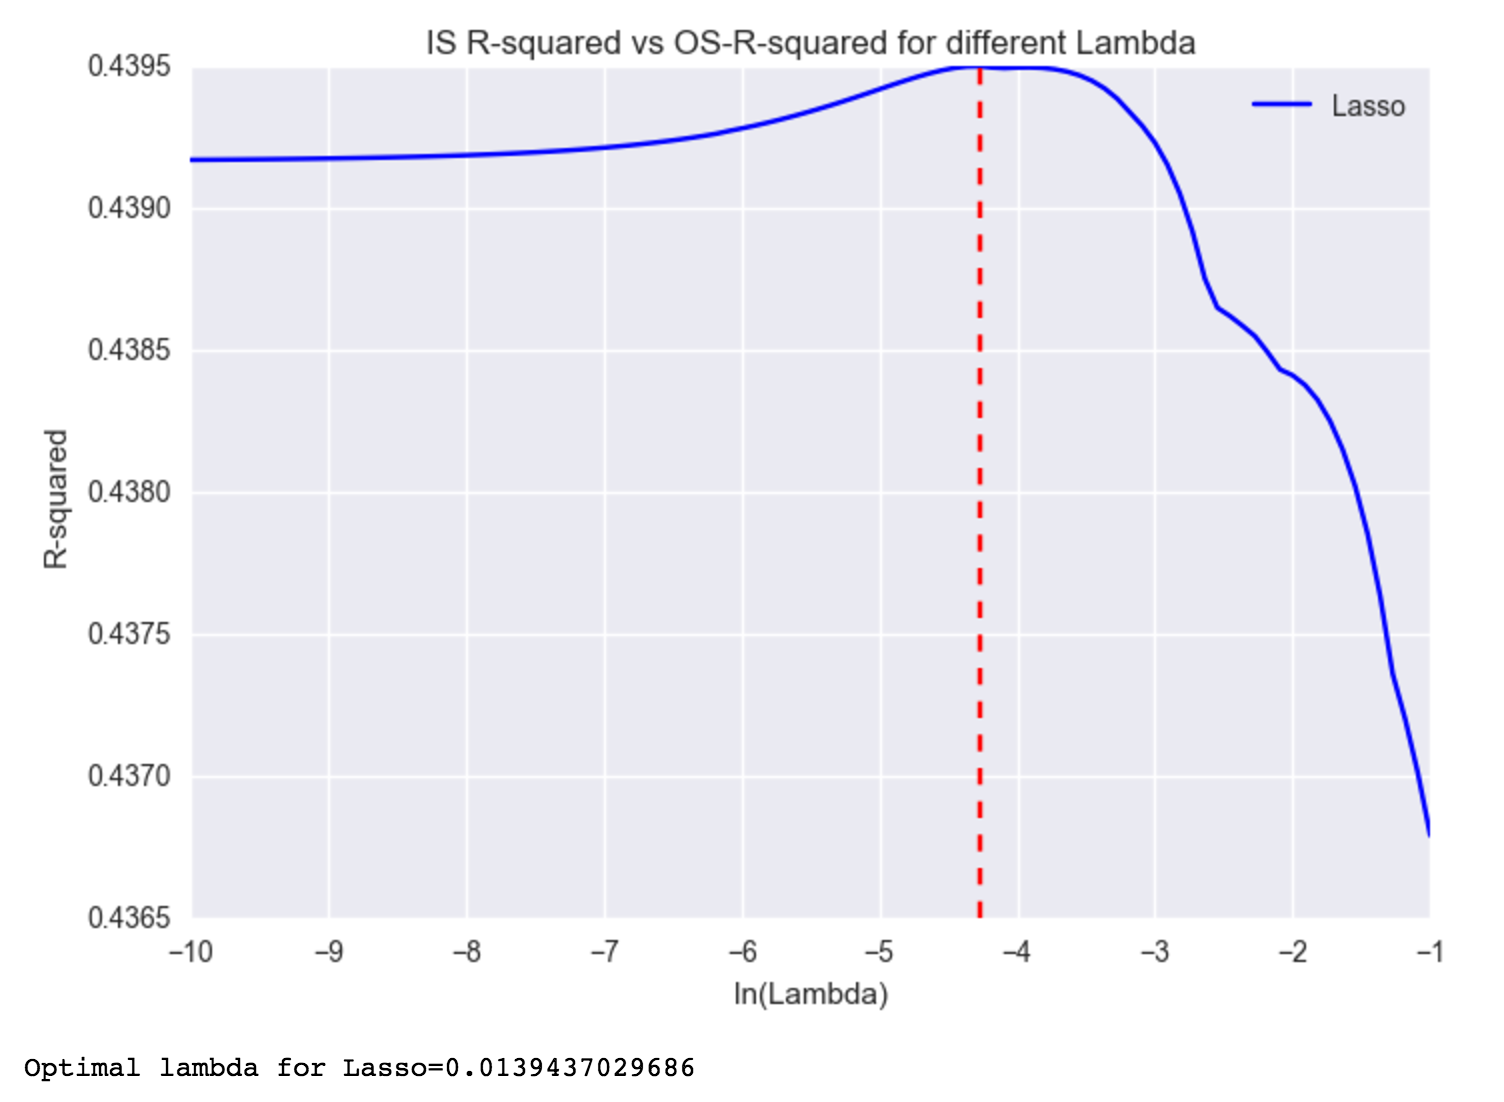 IS R-squared vs OS-R-squared for different Lambda
0.4395
Lasso
0.4390
0.4385
0.4380
R-squared
0.4375
0.4370
0.4365
−10 −9 −8 −7 −6 −5 −4 −3 −2 −1
ln(Lambda)
Optimal lambda for Lasso=0.0139437029686